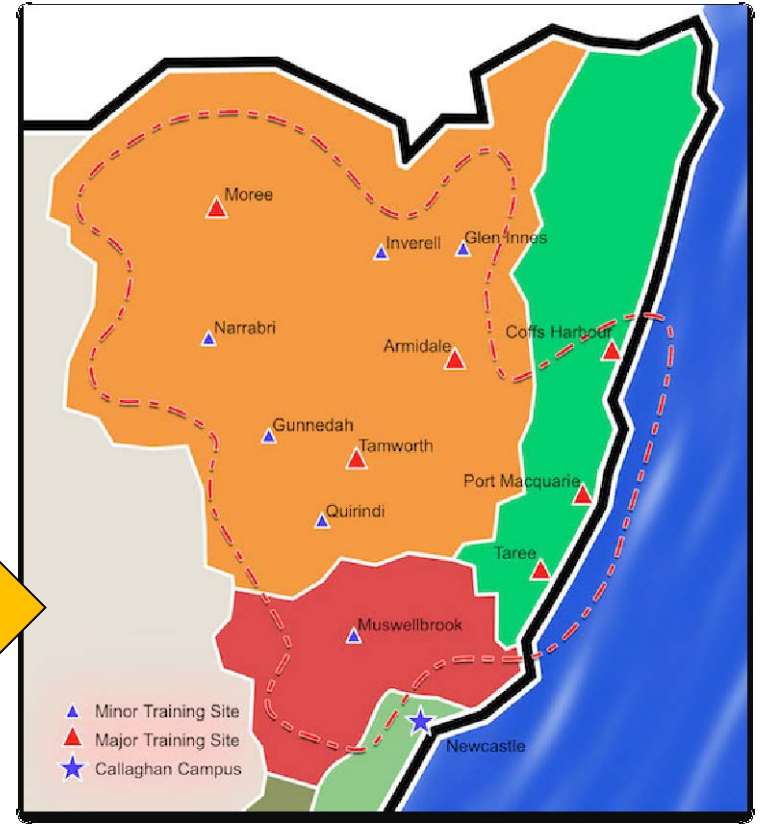 Moree
Inverell
Glen Innes
Narrabri
Coffs Harbour
Armidale
Gunnedah
Tamworth
Port Macquarie
Quirindi
Taree
Muswellbrook
Minor Training Site
Major Training Site
Newcastle
Callaghan Campus